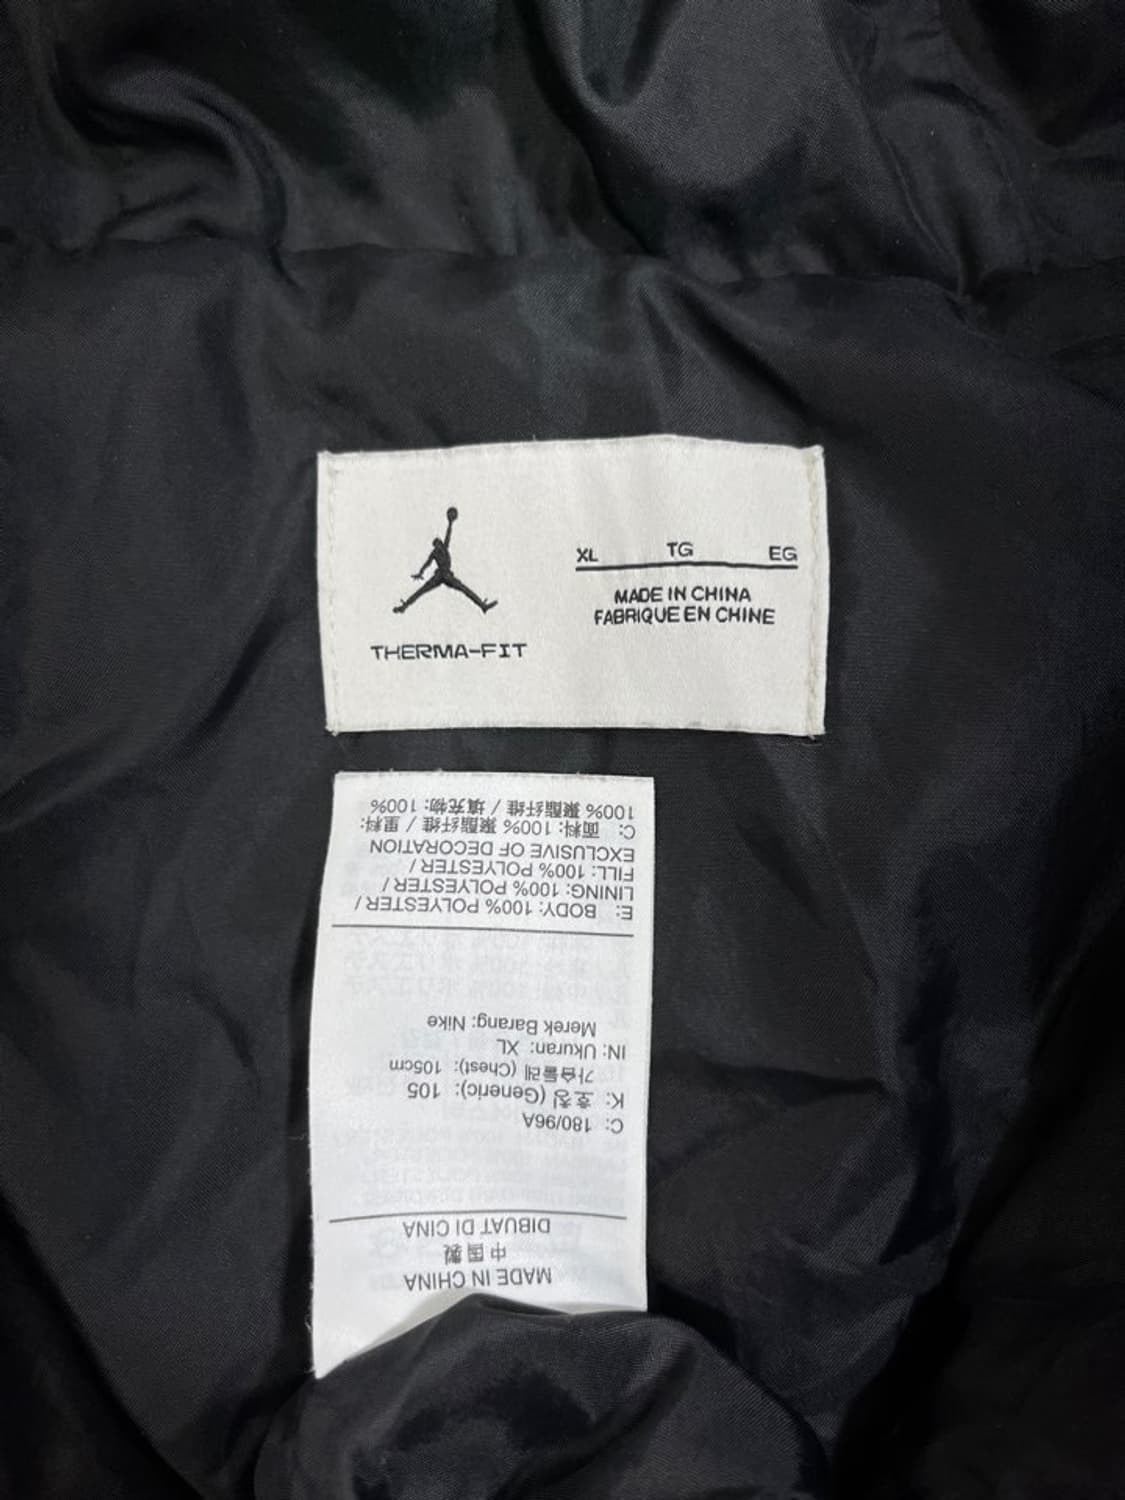 THERMA-FIT
XL TG EG
MADE IN CHINA
FABRIQUE EN CHINE
MADE IN CHINA
中国製
DIBUAT DI CINA
C: 180/96A
K: 호칭 (Generic): 105
가슴둘레 (Chest): 105cm
IN: Ukuran: XL
Merek Barang: Nike
E: BODY: 100% POLYESTER /
LINING: 100% POLYESTER /
FILL: 100% POLYESTER /
EXCLUSIVE OF DECORATION
C: 面料: 100% 聚酯纤维 / 里料:
100% 聚酯纤维 / 填充物: 100%